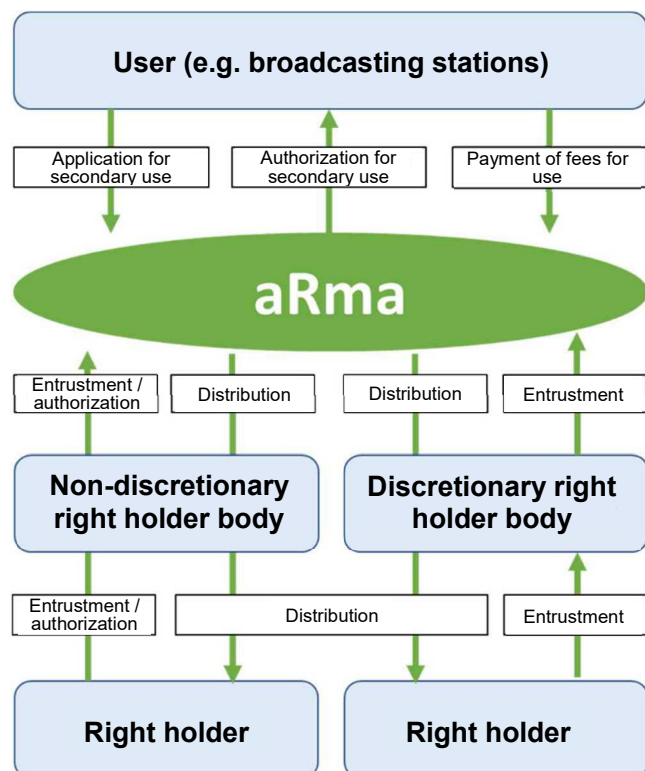 User (e.g. broadcasting stations)
Application for
secondary use
Authorization for
secondary use
Payment of fees for
use
aRma
Entrustment /
authorization
Distribution
Distribution
Entrustment
Non-discretionary
right holder body
Discretionary right
holder body
Entrustment /
authorization
Distribution
Entrustment
Right holder
Right holder